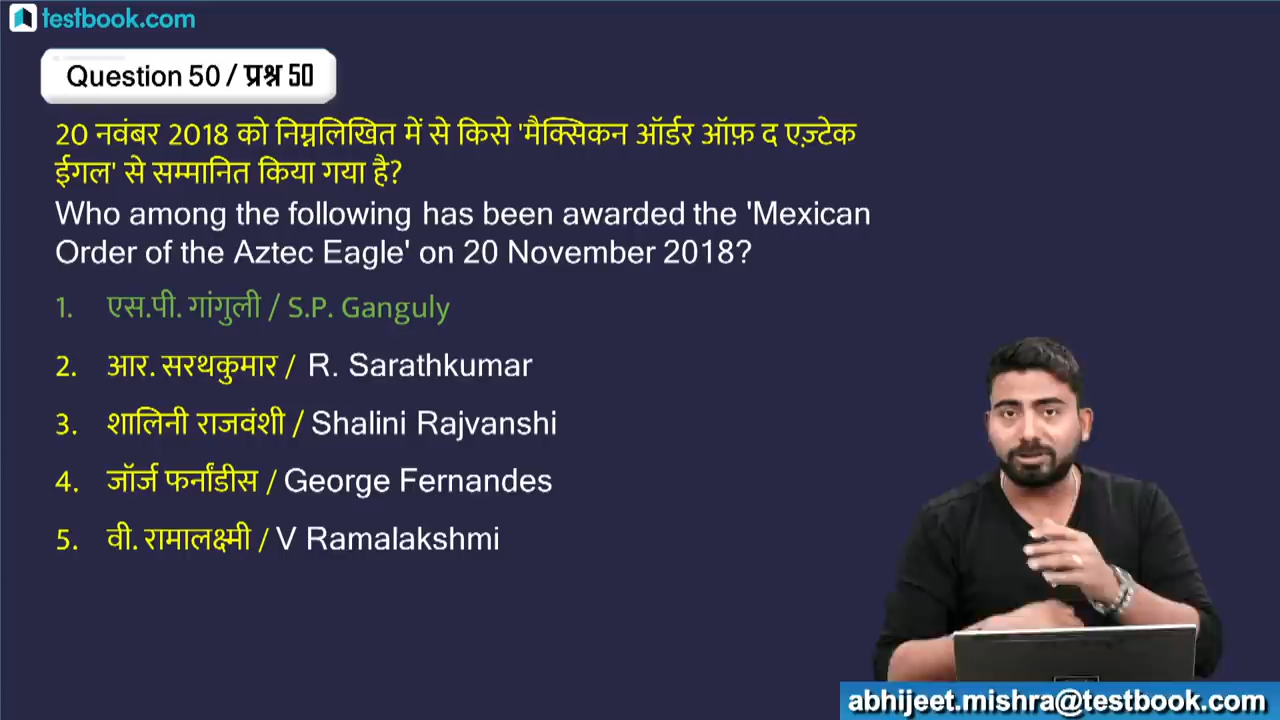 testbook.com
Question 50 / प्रश्न 50
20 नवंबर 2018 को निम्नलिखित में से किसे 'मैक्सिकन ऑर्डर ऑफ़ द एज़्टेक
ईगल' से सम्मानित किया गया है?
Who among the following has been awarded the 'Mexican
Order of the Aztec Eagle' on 20 November 2018?
1. एस.पी. गांगुली / S.P. Ganguly
2. आर. सरथकुमार / R. Sarathkumar
3. शालिनी राजवंशी / Shalini Rajvanshi
4. जॉर्ज फर्नांडीस / George Fernandes
5. वी. रामालक्ष्मी / V Ramalakshmi
abhijeet.mishra@testbook.com